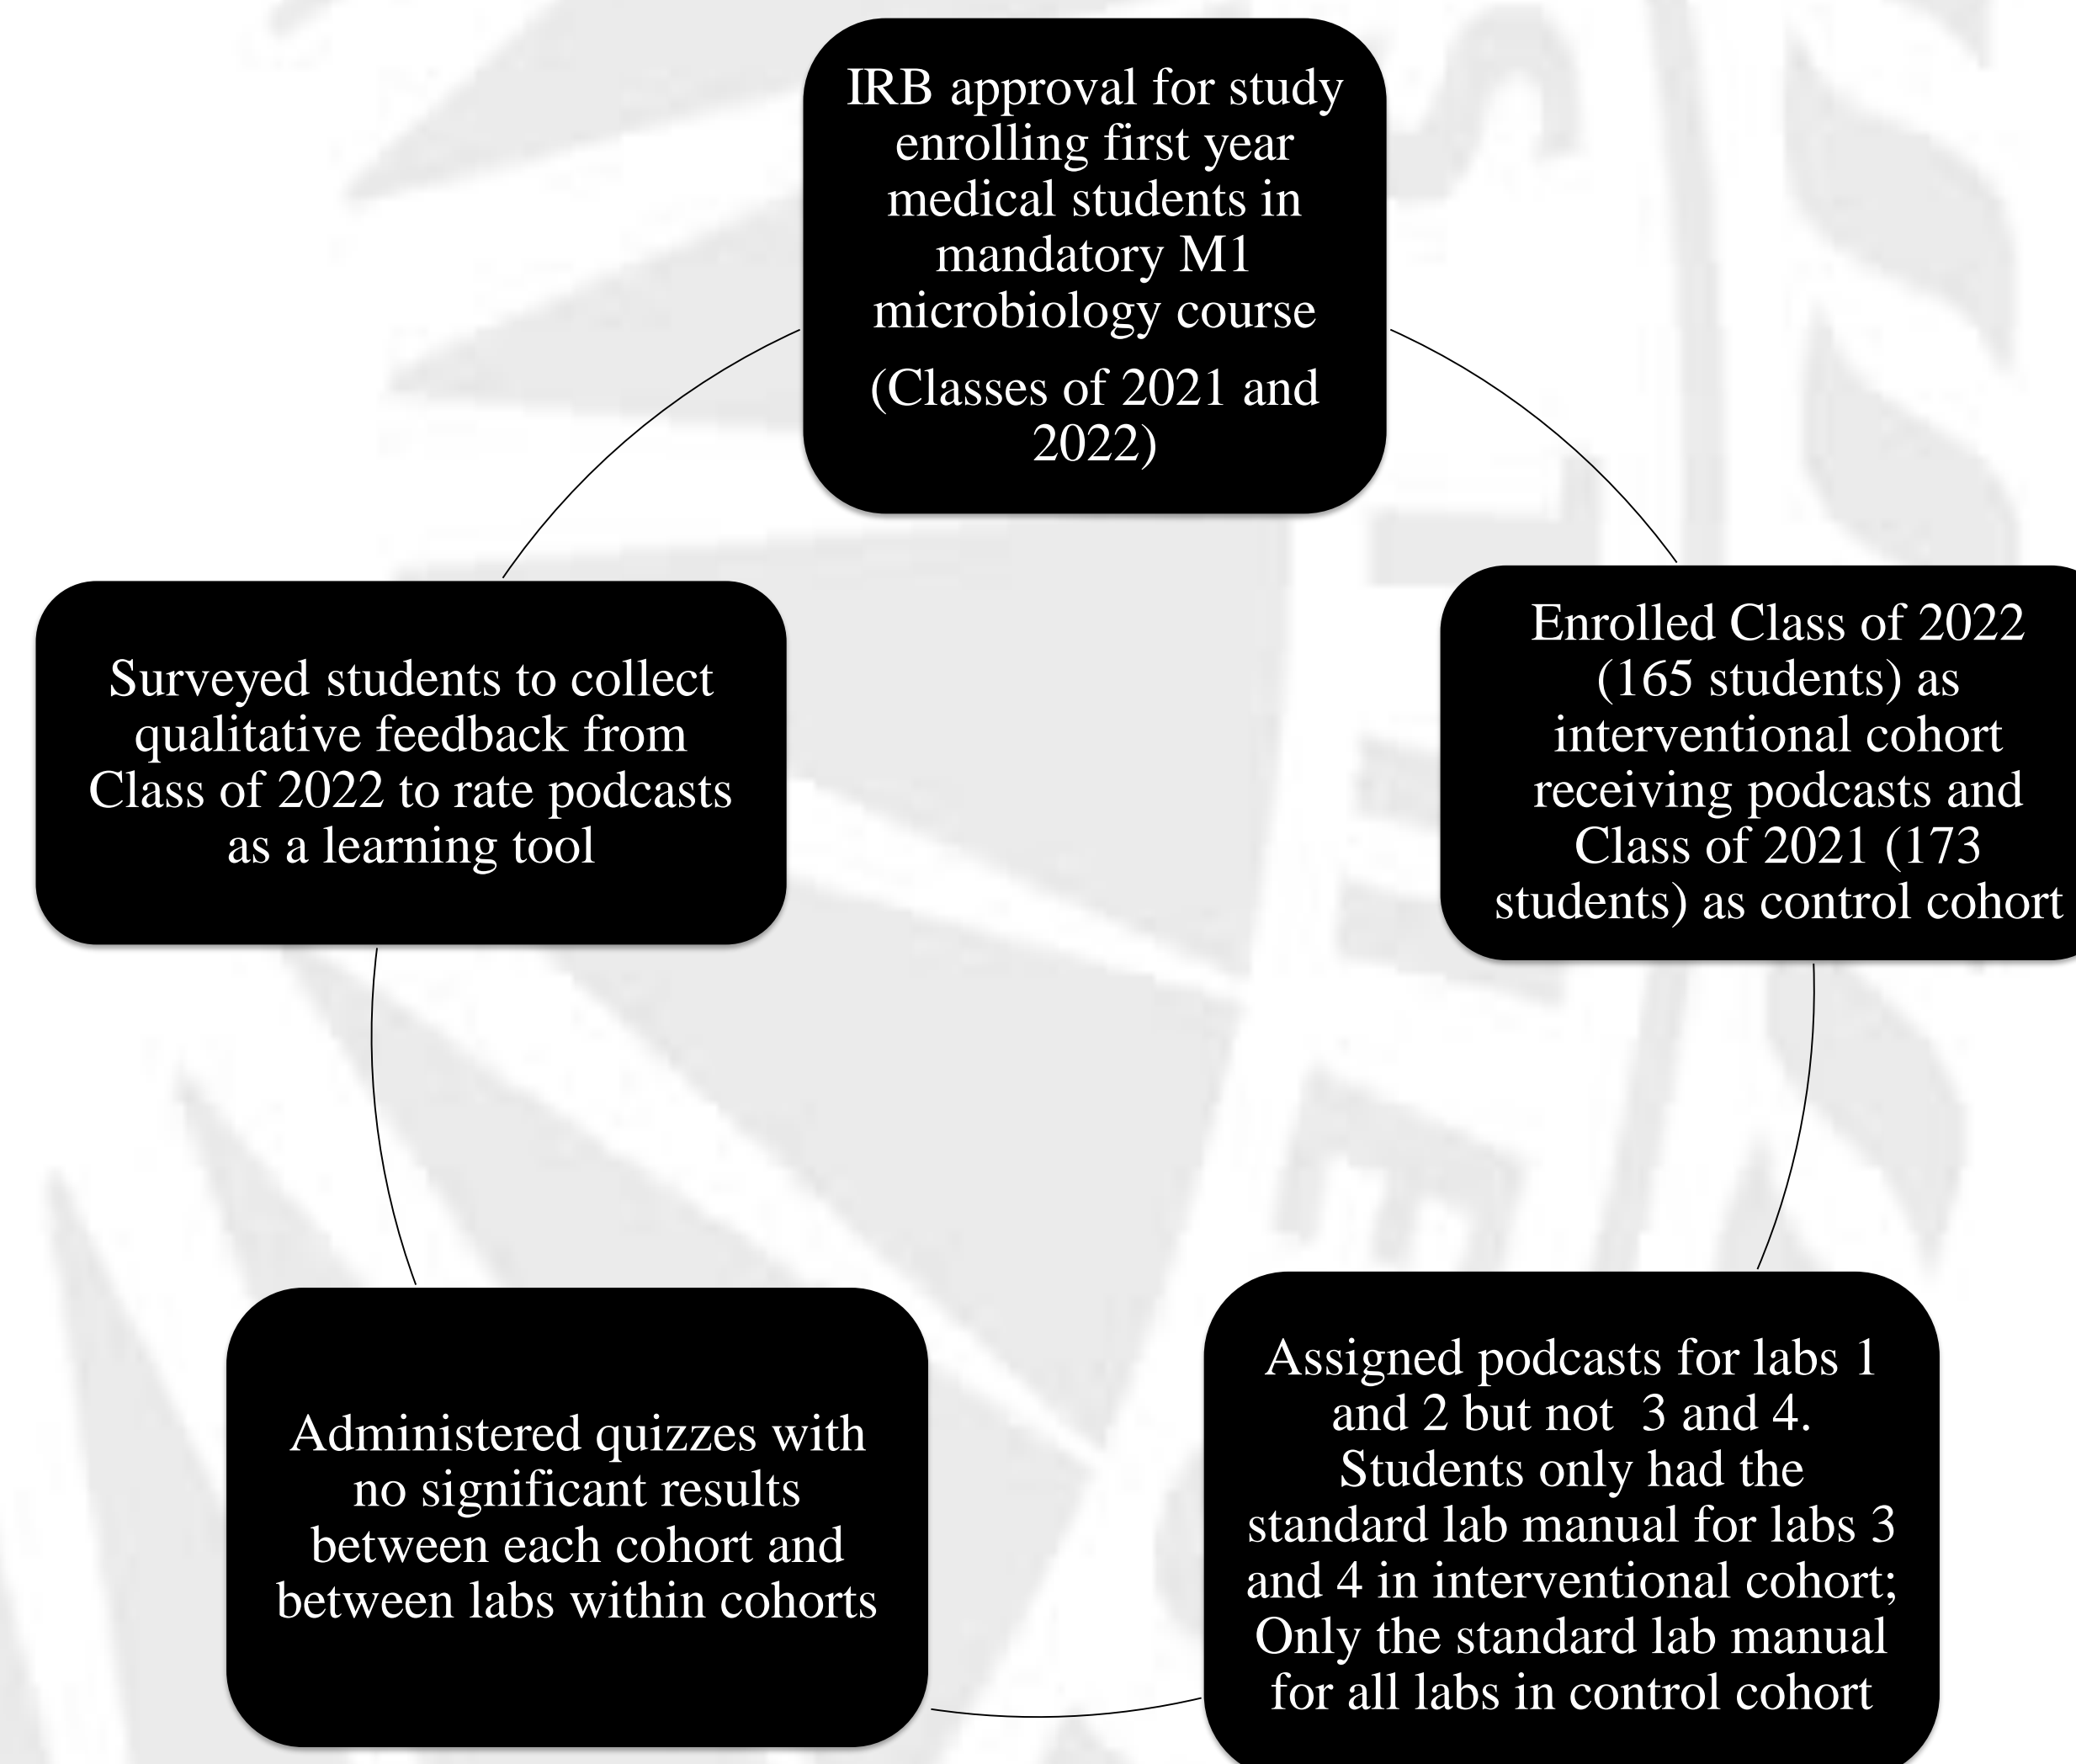 IRB approval for study
enrolling first year
medical students in
mandatory M1
microbiology course
(Classes of 2021 and
2022)
Enrolled Class of 2022
(165 students) as
interventional cohort
receiving podcasts and
Class of 2021 (173
students) as control cohort
Assigned podcasts for labs 1
and 2 but not  3 and 4.
Students only had the
standard lab manual for labs 3
and 4 in interventional cohort;
Only the standard lab manual
for all labs in control cohort
Administered quizzes with
no significant results
between each cohort and
between labs within cohorts
Surveyed students to collect
qualitative feedback from
Class of 2022 to rate podcasts
as a learning tool